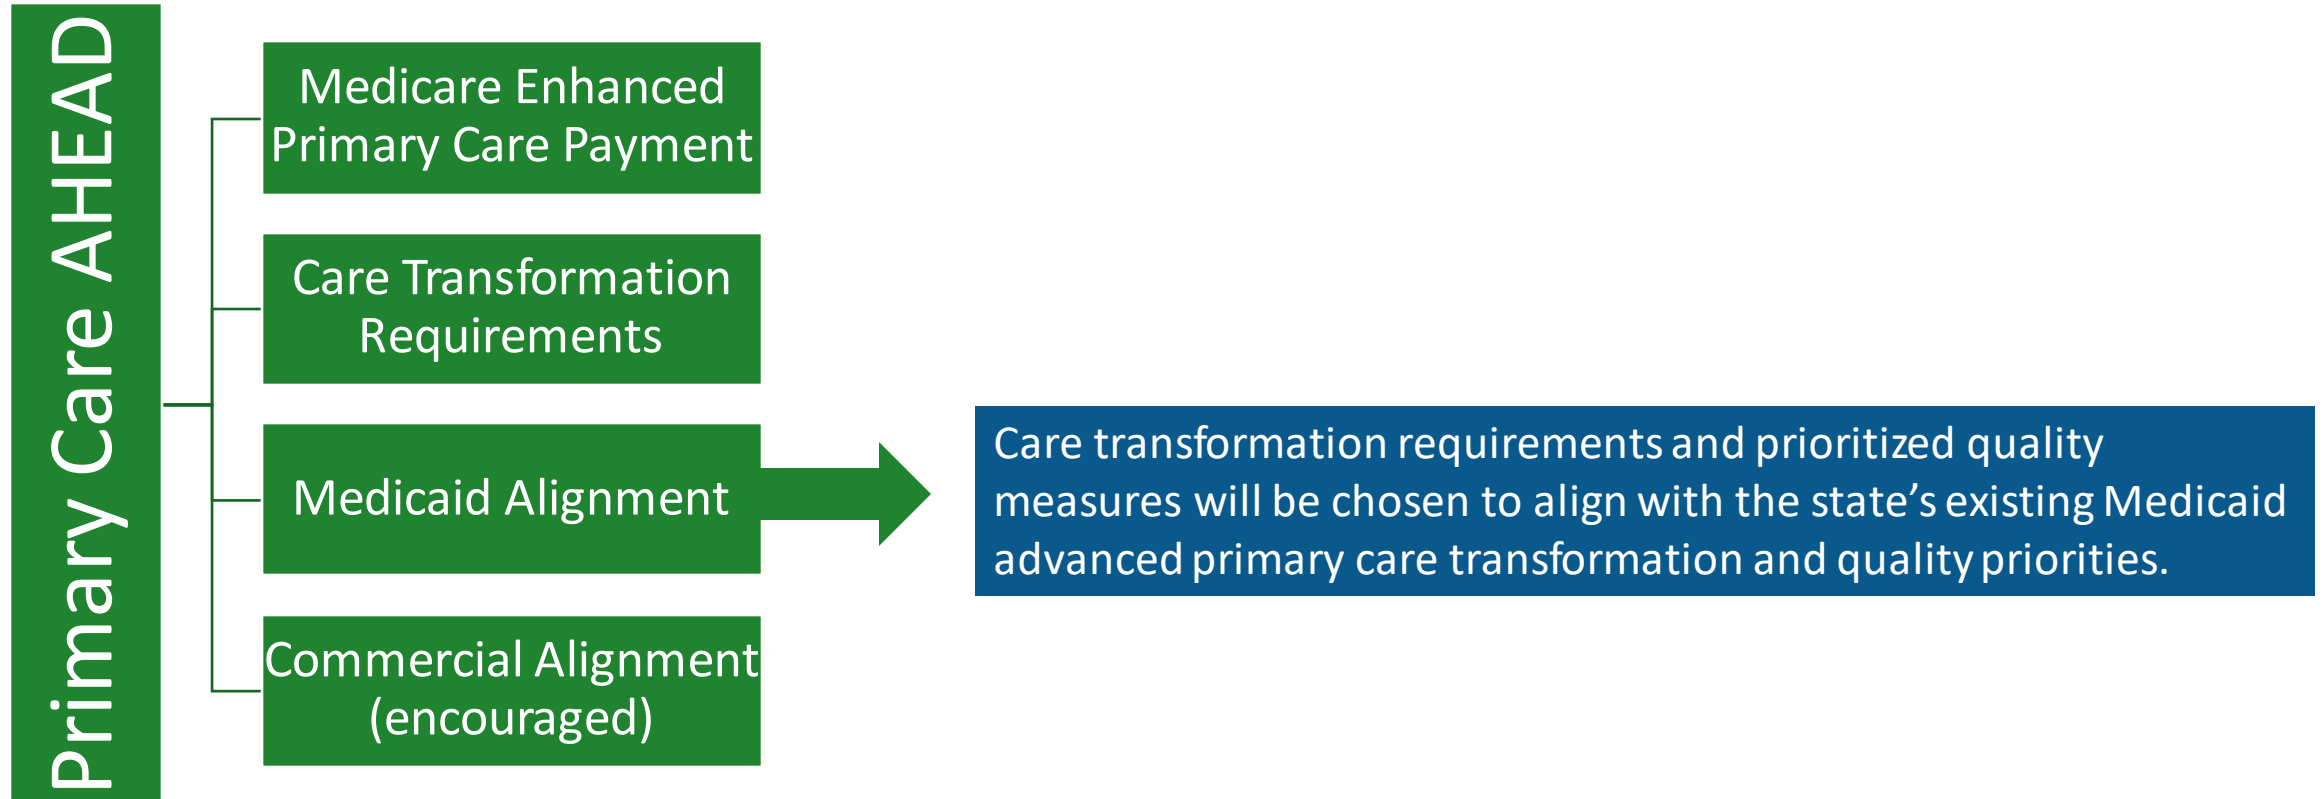 Primary Care AHEAD
Medicare Enhanced
Primary Care Payment
Care Transformation
Requirements
Medicaid Alignment
Commercial Alignment
(encouraged)
Care transformation requirements and prioritized quality
measures will be chosen to align with the state’s existing Medicaid
advanced primary care transformation and quality priorities.